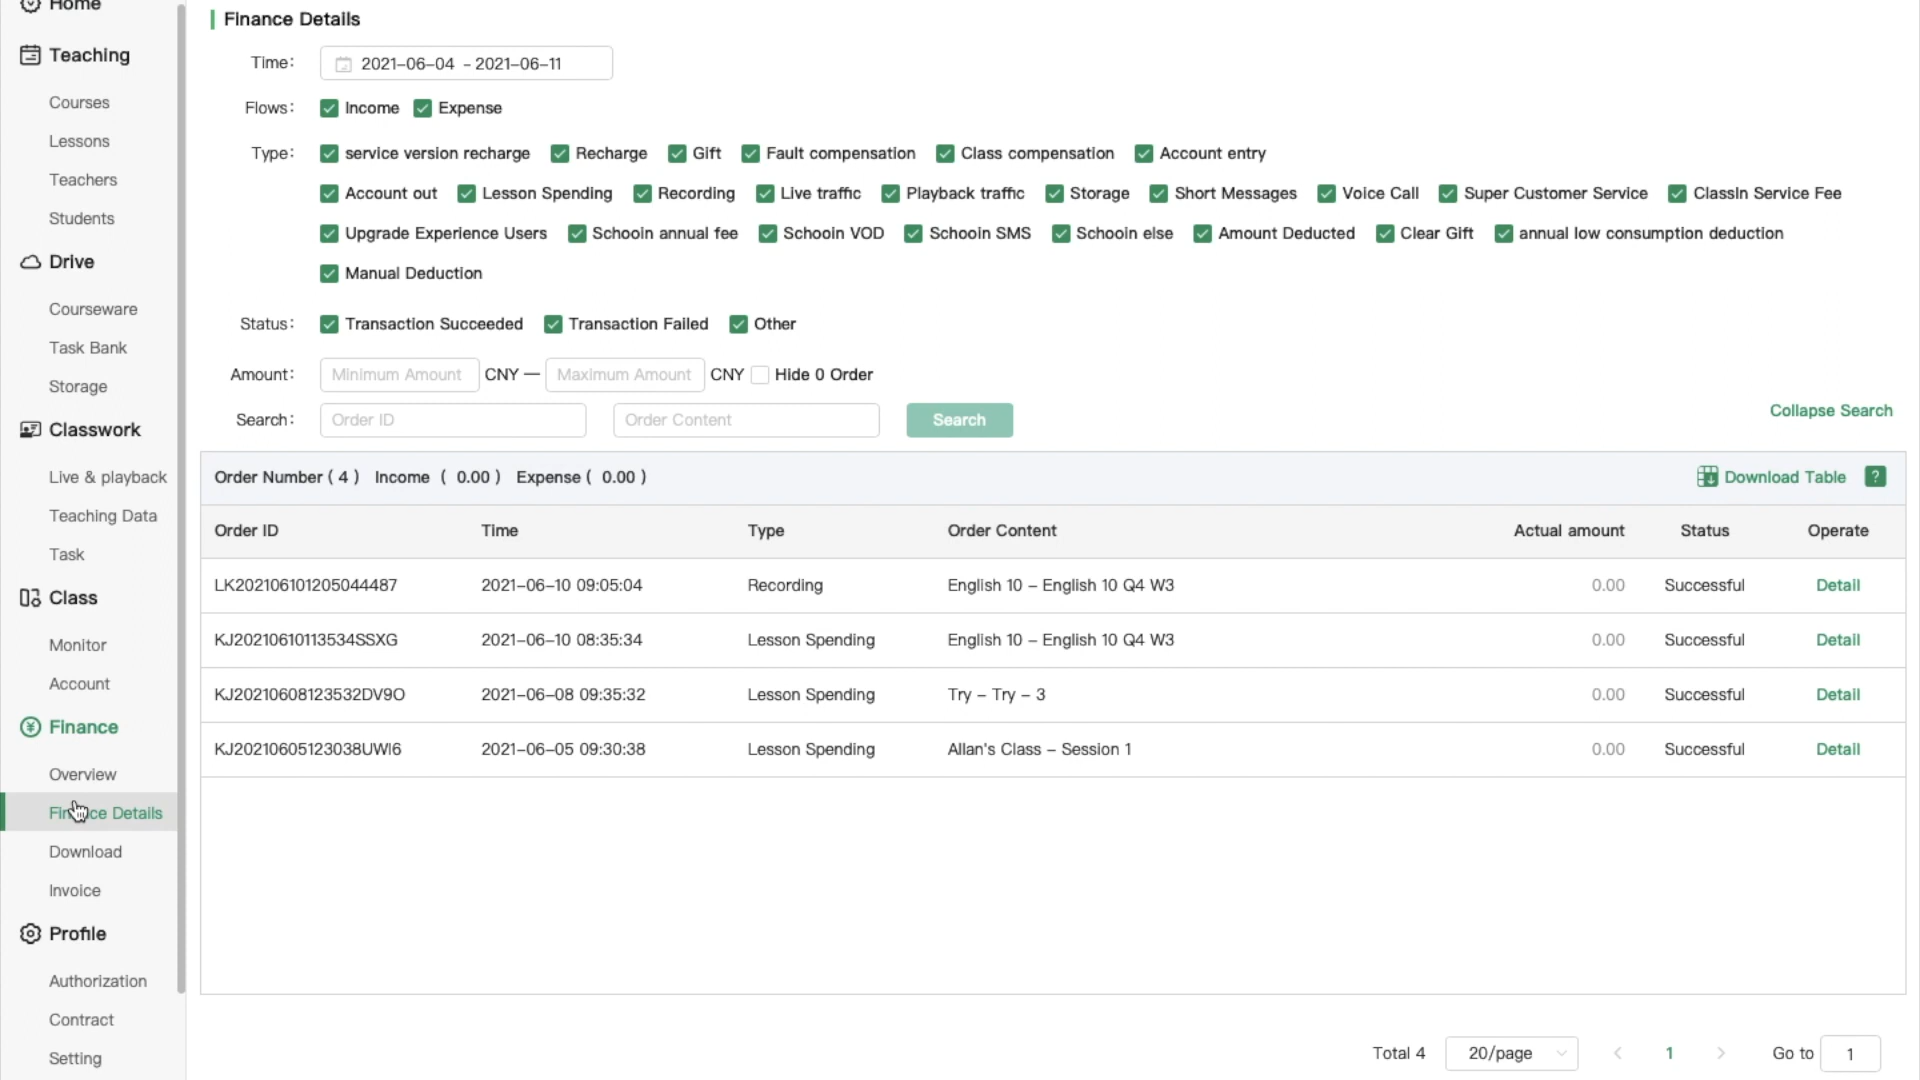 Home
Teaching
Courses
Lessons
Teachers
Students
Drive
Courseware
Task Bank
Storage
Classwork
Live & playback
Teaching Data
Task
Class
Monitor
Account
Finance
Overview
Finance Details
Download
Invoice
Profile
Authorization
Contract
Setting
Finance Details
Time: 2021-06-04 - 2021-06-11
Flows: Income Expense
Type: service version recharge Recharge Gift Fault compensation Class compensation Account entry
Account out Lesson Spending Recording Live traffic Playback traffic Storage Short Messages Voice Call Super Customer Service ClassIn Service Fee
Upgrade Experience Users Schooin annual fee Schooin VOD Schooin SMS Schooin else Amount Deducted Clear Gift annual low consumption deduction
Manual Deduction
Status: Transaction Succeeded Transaction Failed Other
Amount: Minimum Amount CNY — Maximum Amount CNY Hide 0 Order
Search: Order ID Order Content Search Collapse Search
Order Number ( 4 ) Income ( 0.00 ) Expense ( 0.00 ) Download Table ?
Order ID Time Type Order Content Actual amount Status Operate
LK202106101205044487 2021-06-10 09:05:04 Recording English 10 – English 10 Q4 W3 0.00 Successful Detail
KJ20210610113534SSXG 2021-06-10 08:35:34 Lesson Spending English 10 – English 10 Q4 W3 0.00 Successful Detail
KJ20210608123532DV9O 2021-06-08 09:35:32 Lesson Spending Try – Try – 3 0.00 Successful Detail
KJ20210605123038UWI6 2021-06-05 09:30:38 Lesson Spending Allan's Class – Session 1 0.00 Successful Detail
Total 4 20/page < 1 > Go to 1